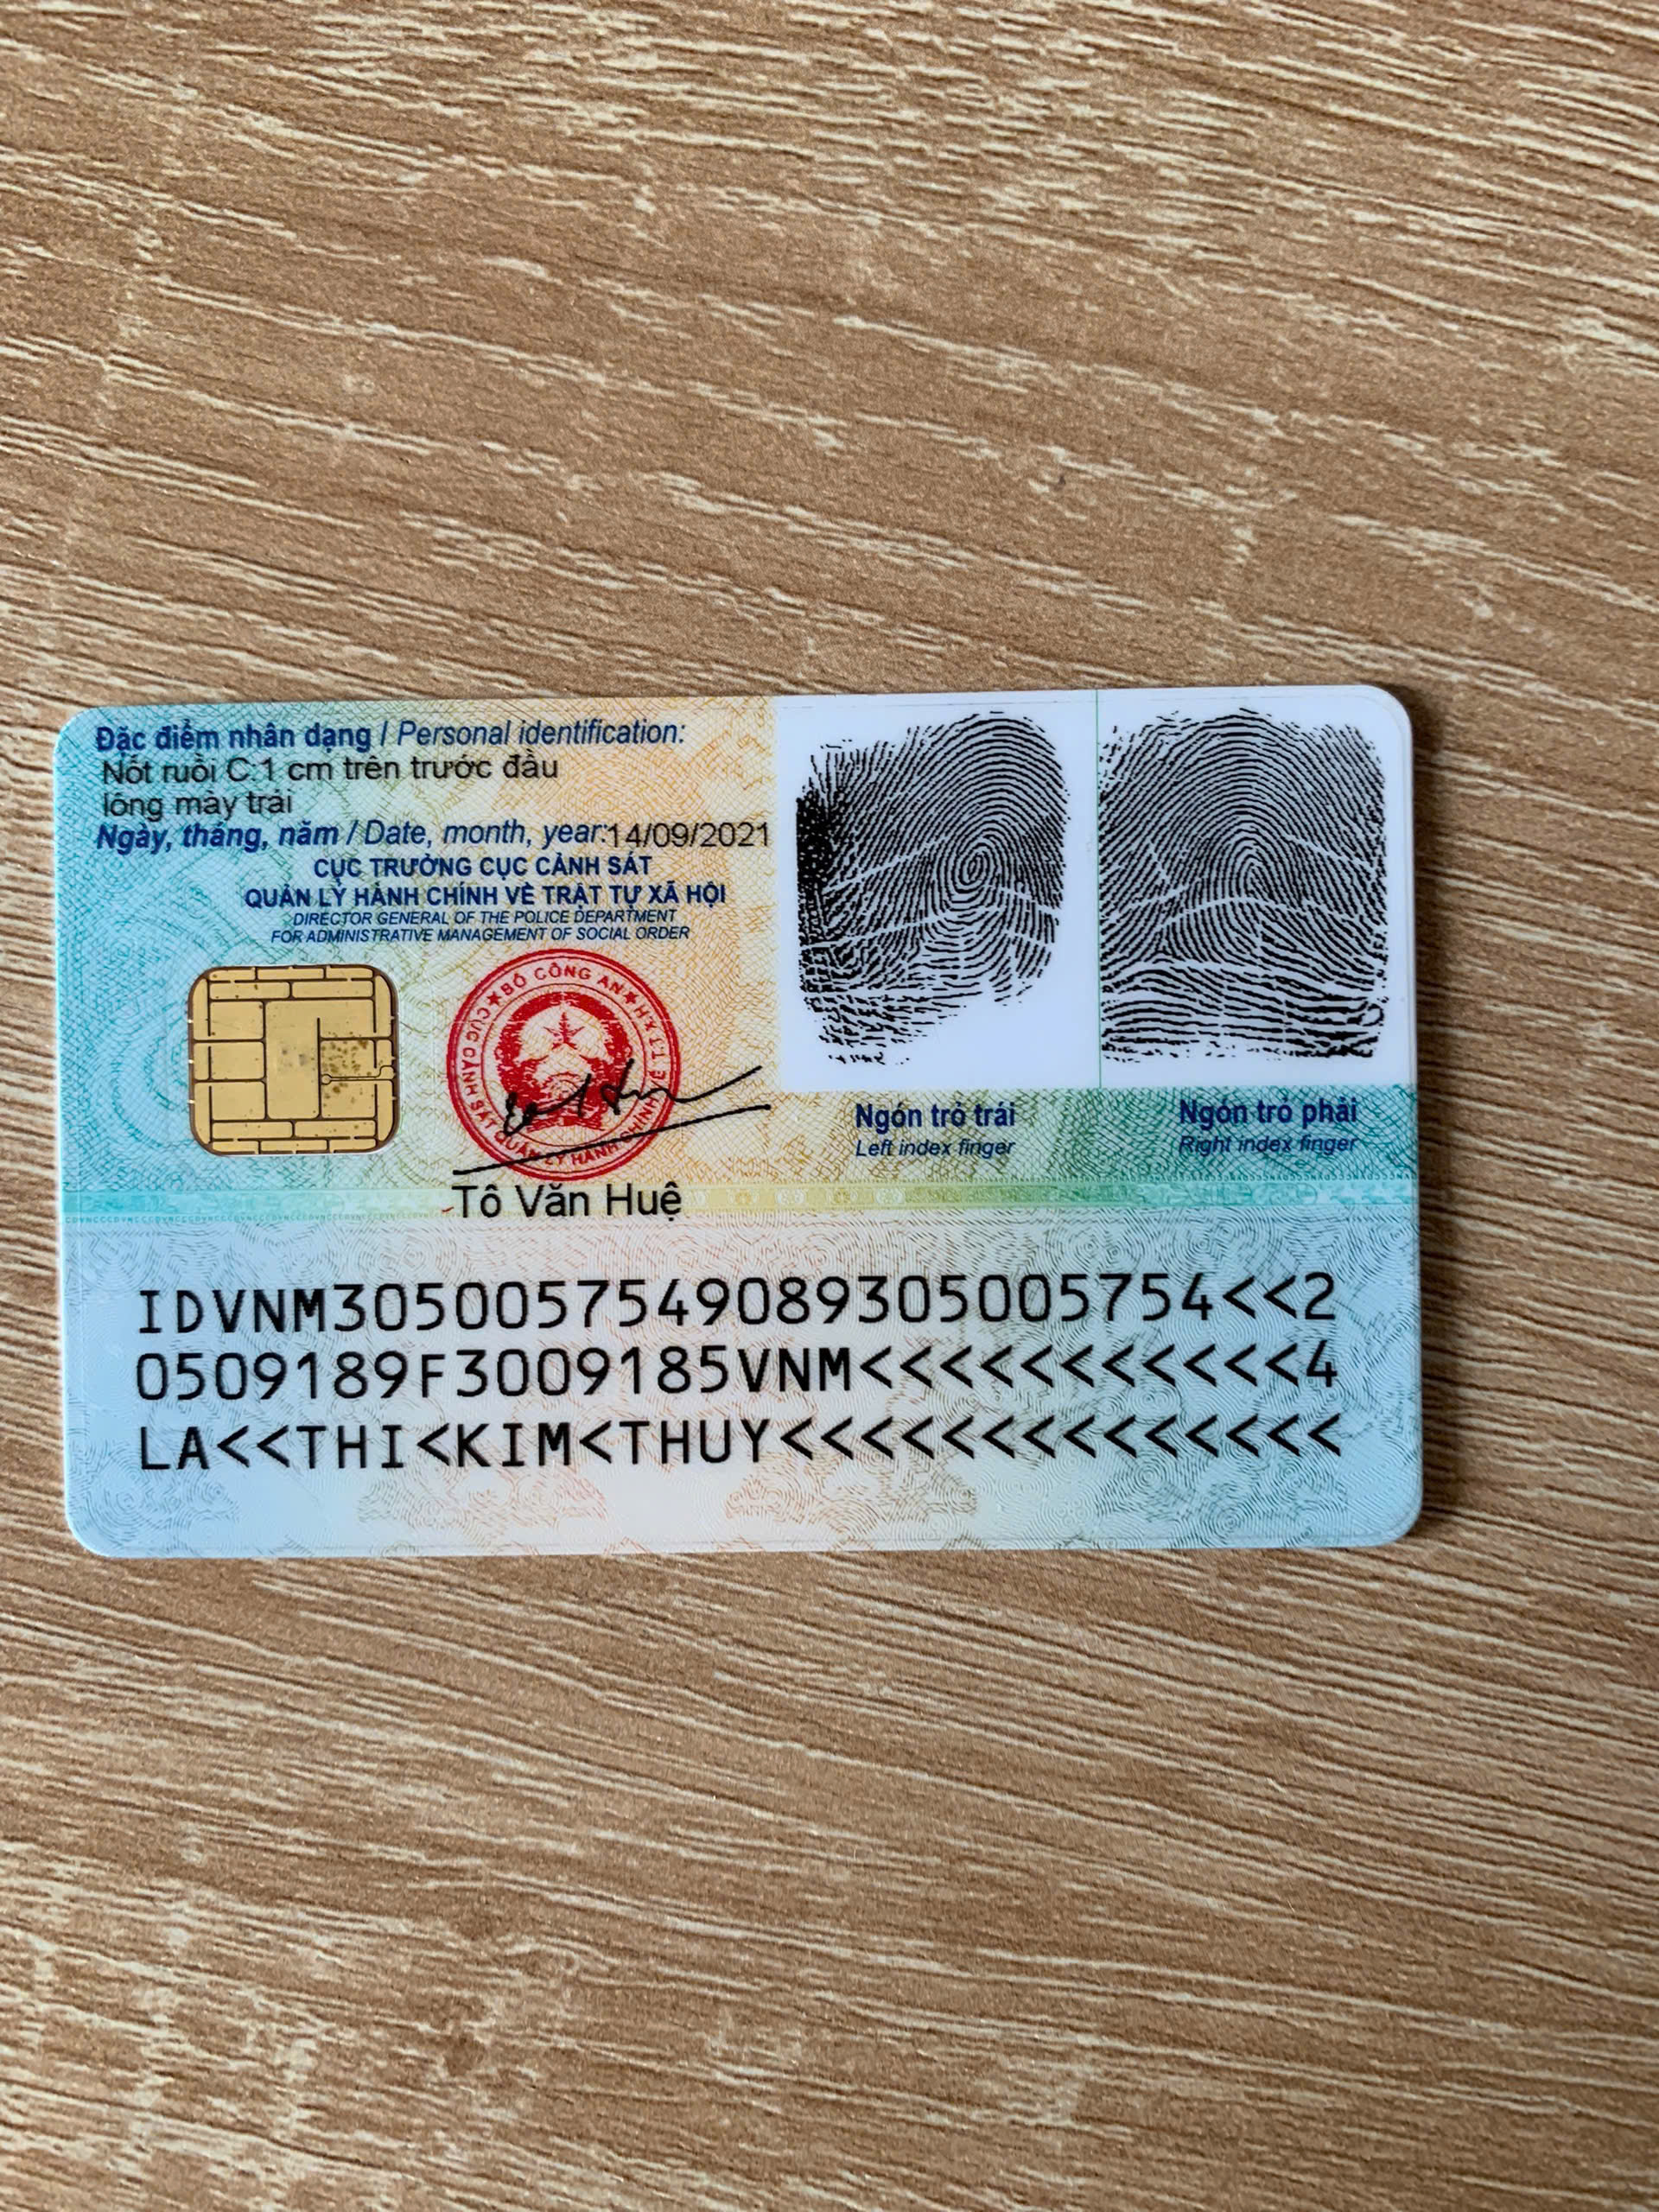 Đặc điểm nhân dạng / Personal identification:
Nốt ruồi C:1 cm trên trước đầu
lông mày trái
Ngày, tháng, năm / Date, month, year:14/09/2021
CỤC TRƯỞNG CỤC CẢNH SÁT
QUẢN LÝ HÀNH CHÍNH VỀ TRẬT TỰ XÃ HỘI
DIRECTOR GENERAL OF THE POLICE DEPARTMENT
FOR ADMINISTRATIVE MANAGEMENT OF SOCIAL ORDER
BỘ CÔNG AN
CỤC CẢNH SÁT QUẢN LÝ HÀNH CHÍNH VỀ TTXH
Tô Văn Huệ
Ngón trỏ trái
Left index finger
Ngón trỏ phải
Right index finger
IDVNM3050057549089305005754<<2
0509189F3009185VNM<<<<<<<<<<<4
LA<<THI<KIM<THUY<<<<<<<<<<<<<<